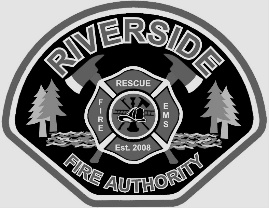 RIVERSIDE
RESCUE
FIRE
EMS
Est. 2008
FIRE AUTHORITY